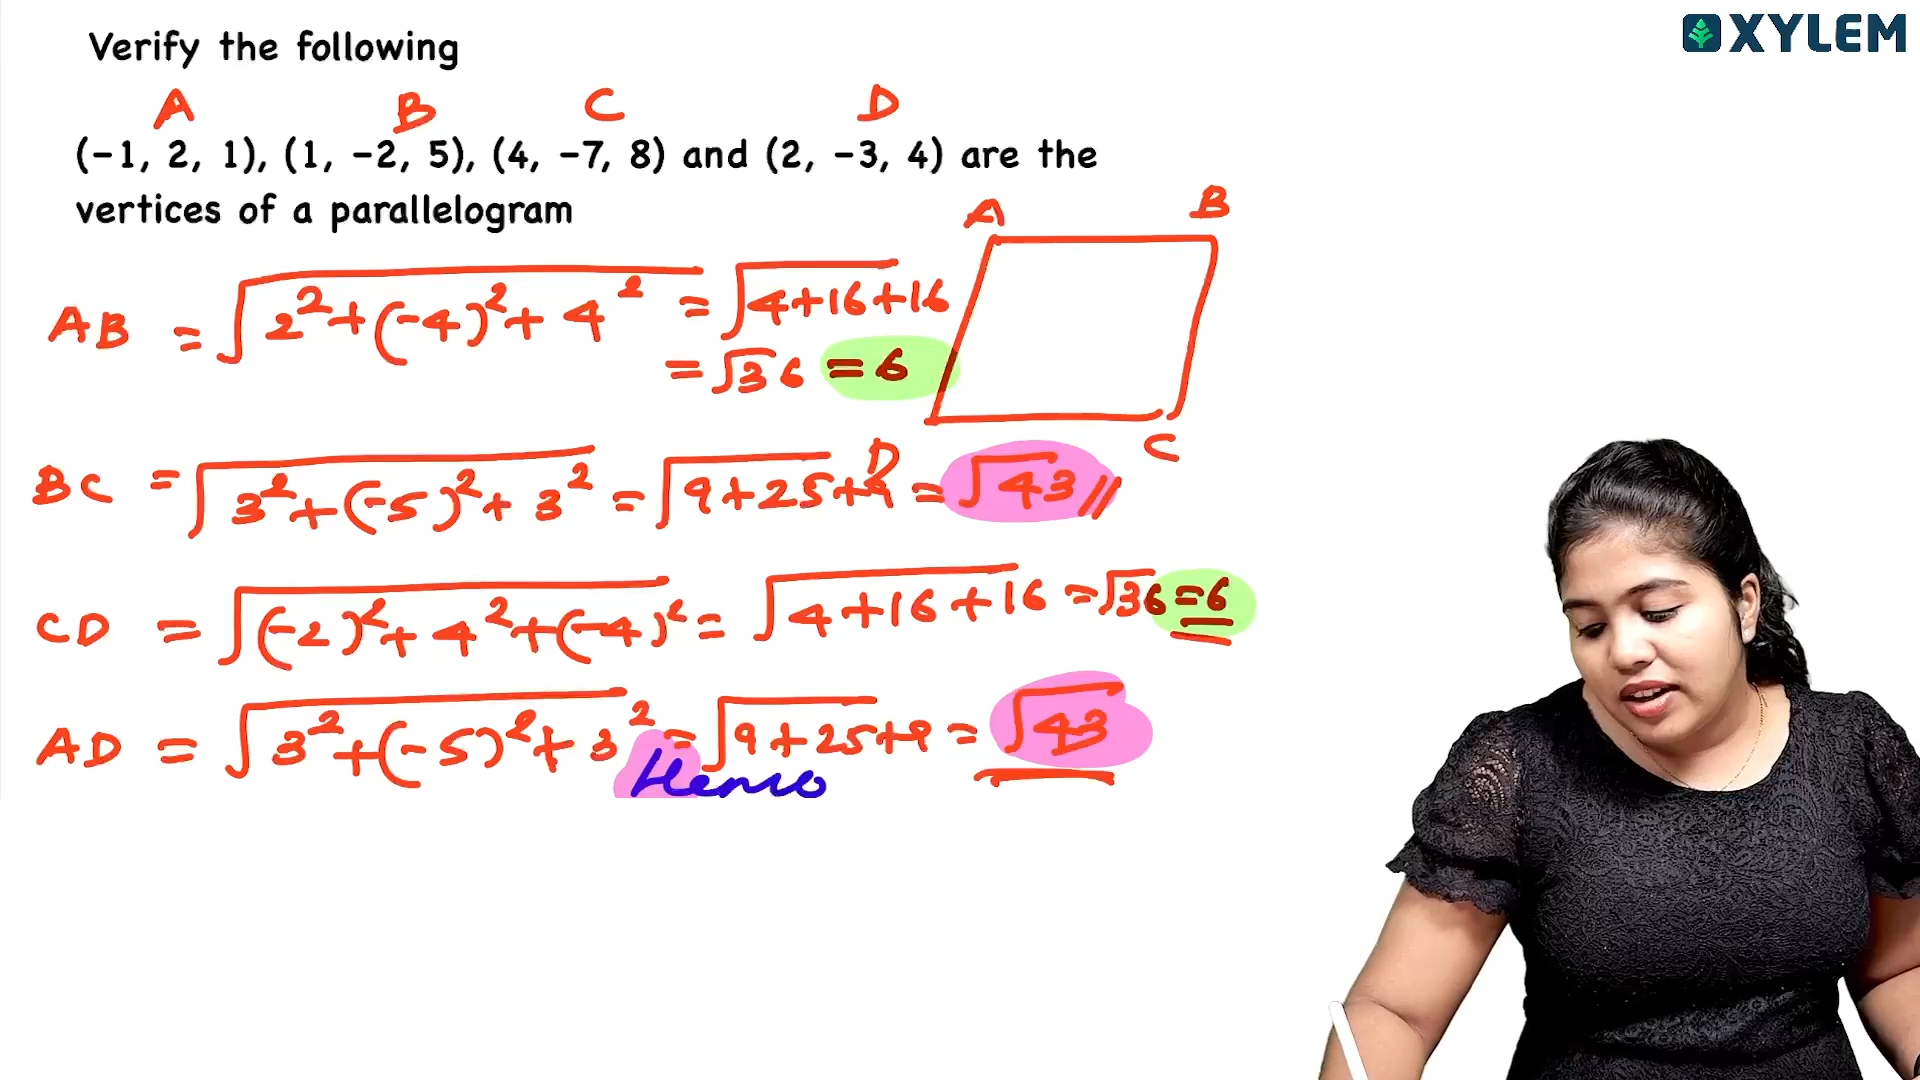 XYLEM
Verify the following
A B C D
(-1, 2, 1), (1, -2, 5), (4, -7, 8) and (2, -3, 4) are the
vertices of a parallelogram
A B
AB = √2² + (-4)² + 4² = √4+16+16
= √36 = 6
C
D
BC = √3² + (-5)² + 3² = √9+25+9 = √43 //
CD = √(-2)² + 4² + (-4)² = √4+16+16 = √36 = 6
AD = √3² + (-5)² + 3² = √9+25+9 = √43